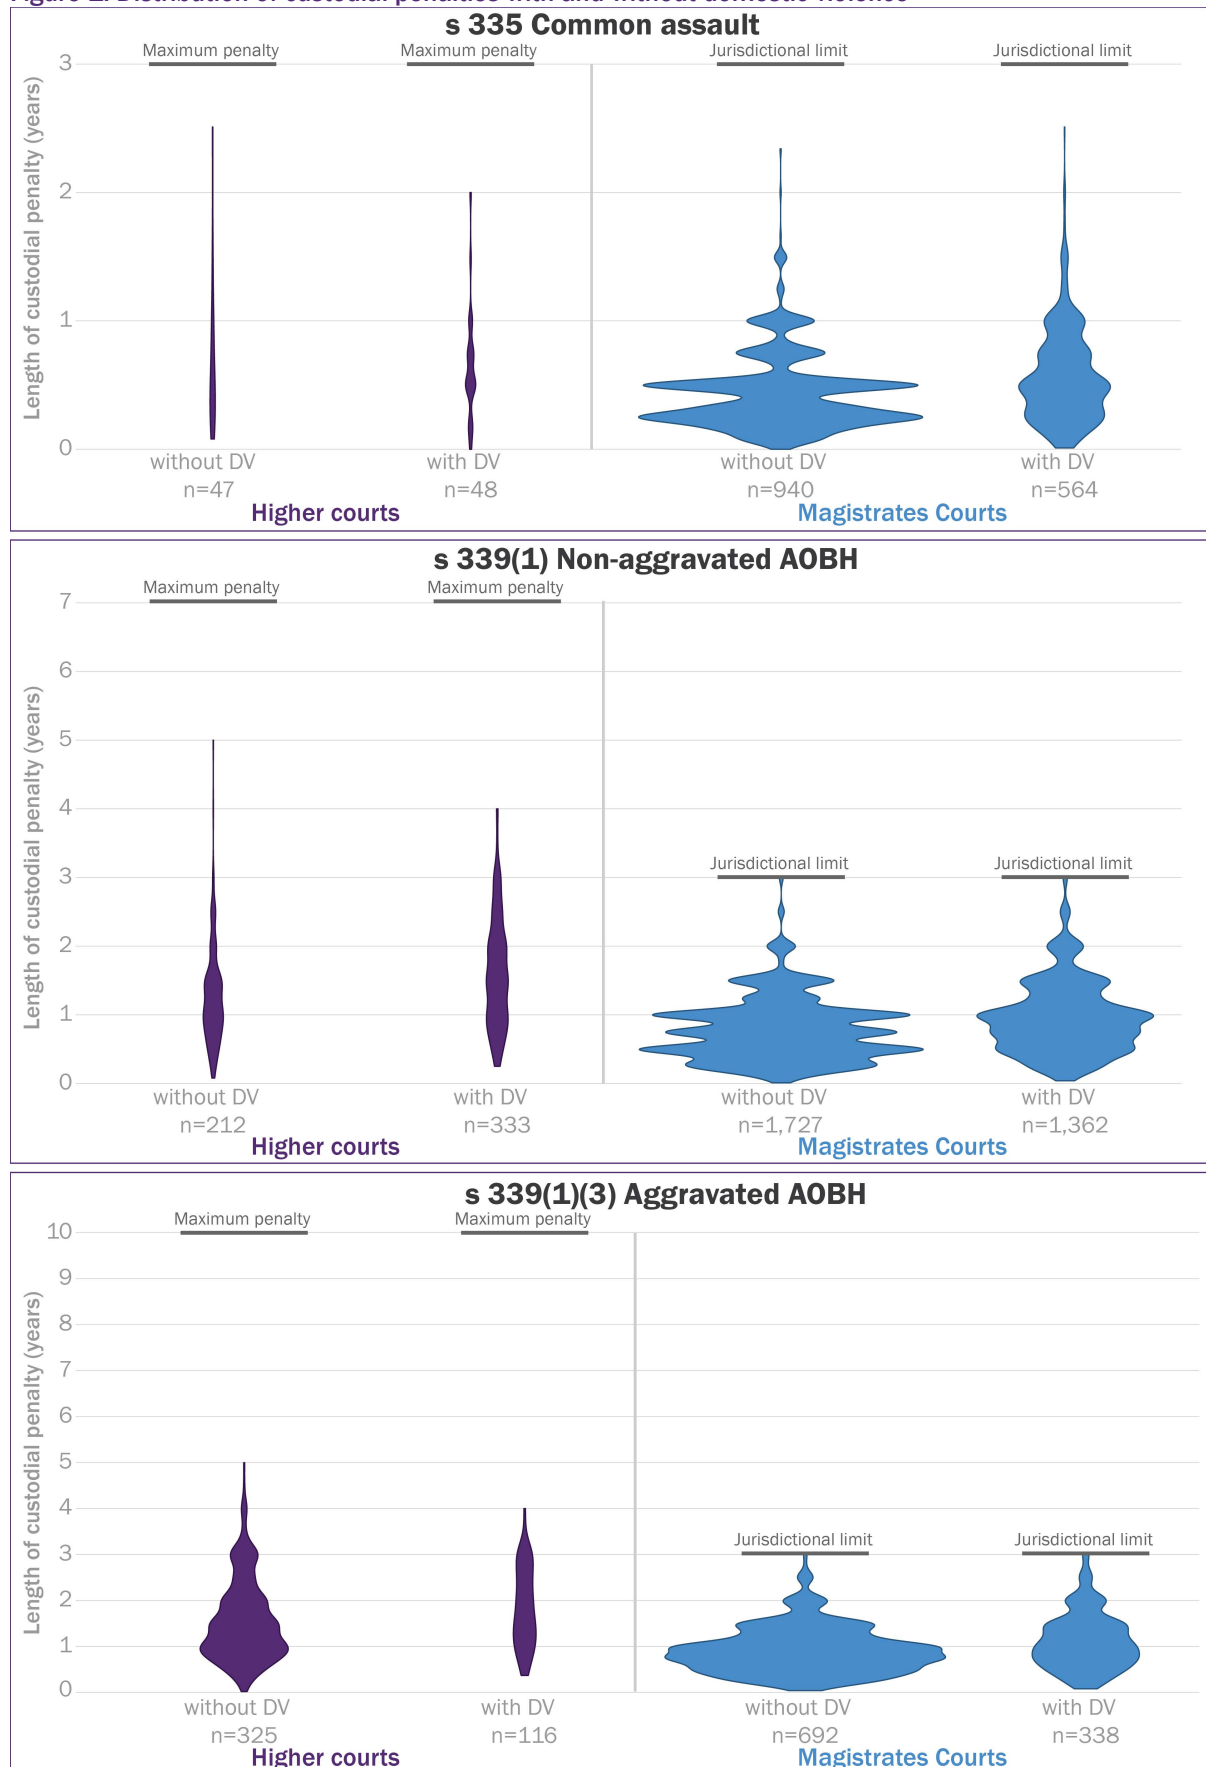 s 335 Common assault
Maximum penalty Maximum penalty Jurisdictional limit Jurisdictional limit
Length of custodial penalty (years)
3
2
1
0
without DV with DV without DV with DV
n=47 n=48 n=940 n=564
Higher courts Magistrates Courts
s 339(1) Non-aggravated AOBH
Maximum penalty Maximum penalty
Length of custodial penalty (years)
7
6
5
4
Jurisdictional limit Jurisdictional limit
3
2
1
0
without DV with DV without DV with DV
n=212 n=333 n=1,727 n=1,362
Higher courts Magistrates Courts
s 339(1)(3) Aggravated AOBH
Maximum penalty Maximum penalty
Length of custodial penalty (years)
10
9
8
7
6
5
4
Jurisdictional limit Jurisdictional limit
3
2
1
0
without DV with DV without DV with DV
n=325 n=116 n=692 n=338
Higher courts Magistrates Courts